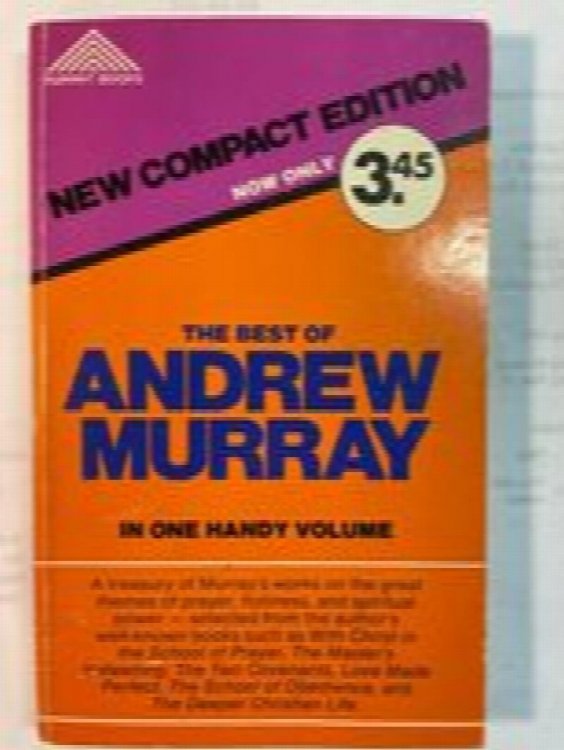 SUMMIT BOOKS
NEW COMPACT EDITION
NOW ONLY
3.45
THE BEST OF
ANDREW
MURRAY
IN ONE HANDY VOLUME
A treasury of Murray's works on the great
themes of prayer, holiness, and spiritual
power — selected from the author's
well-known books such as With Christ in
the School of Prayer, The Master's
Indwelling, The Two Covenants, Love Made
Perfect, The School of Obedience, and
The Deeper Christian Life.